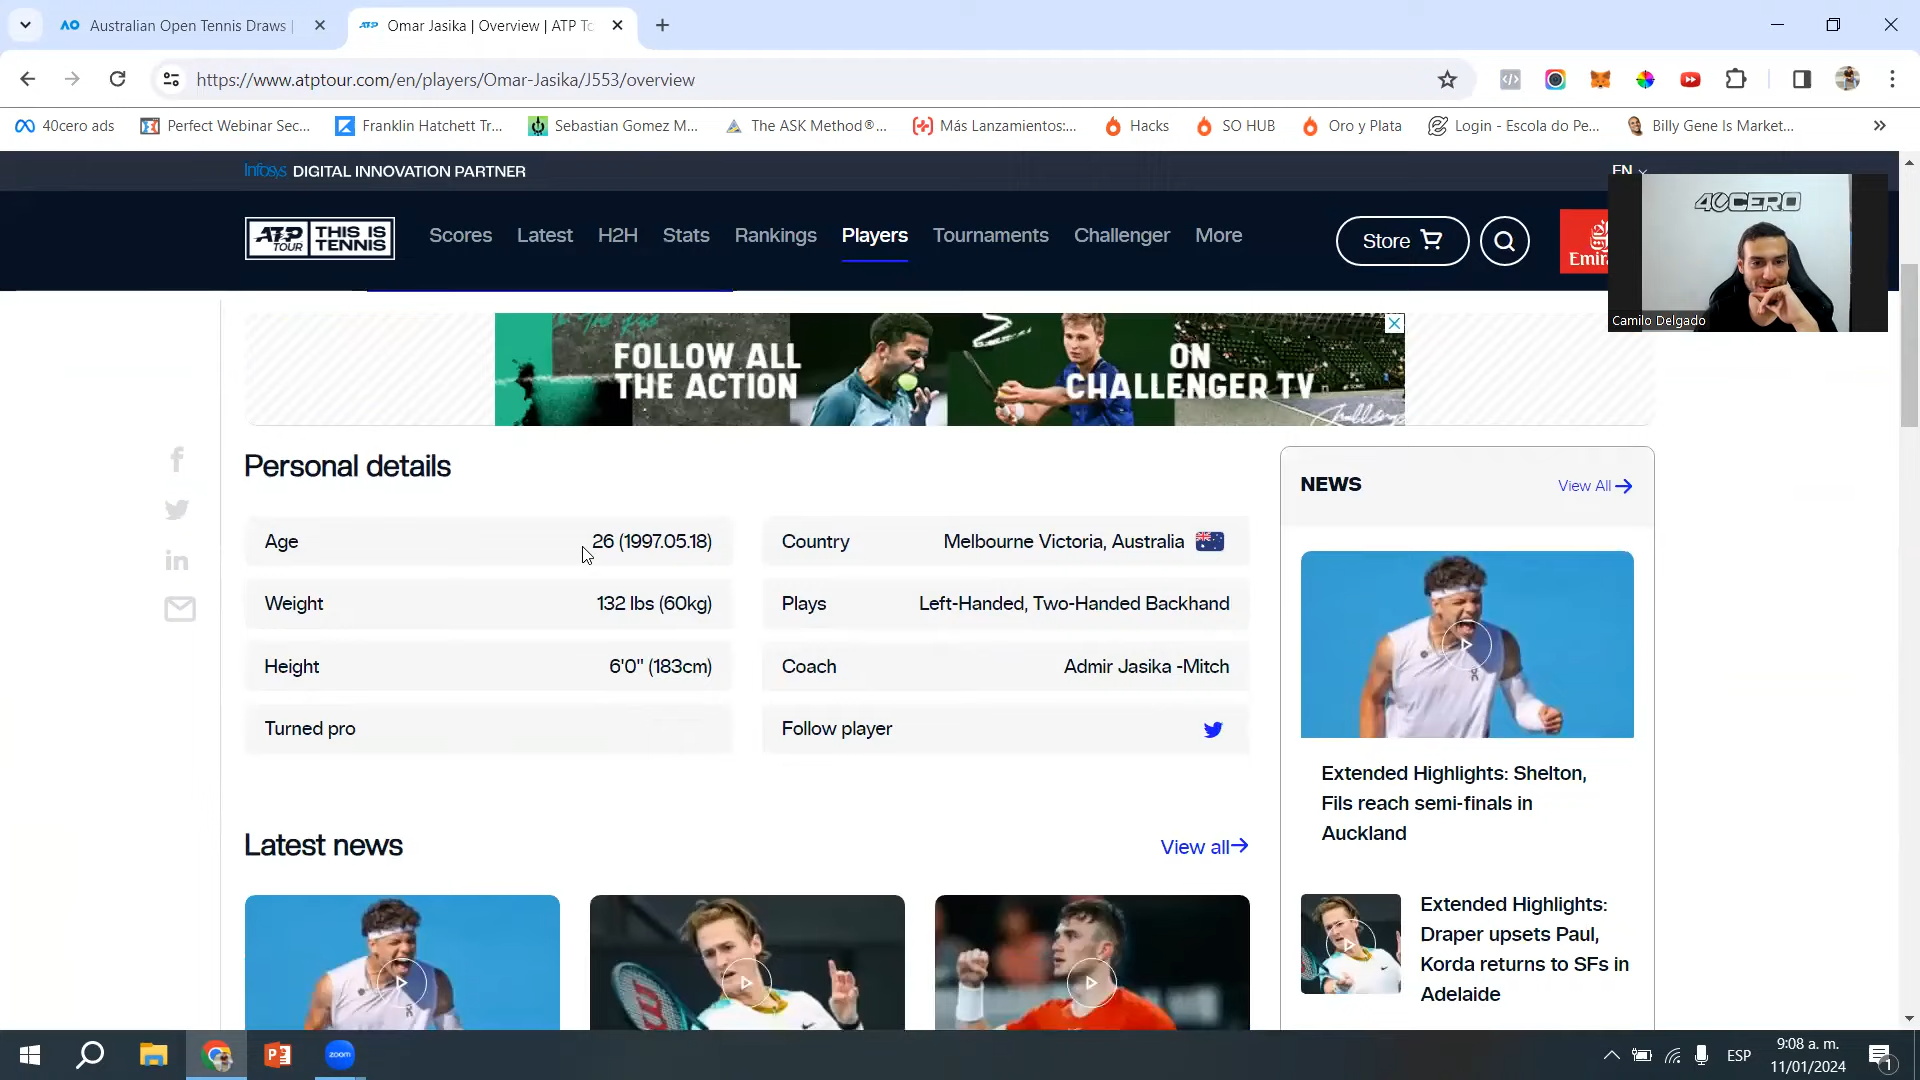 Australian Open Tennis Draws |
Omar Jasika | Overview | ATP To
https://www.atptour.com/en/players/Omar-Jasika/J553/overview
40cero ads
Perfect Webinar Sec...
Franklin Hatchett Tr...
Sebastian Gomez M...
The ASK Method®...
Más Lanzamientos:...
Hacks
SO HUB
Oro y Plata
Login - Escola do Pe...
Billy Gene Is Market...
Infosys DIGITAL INNOVATION PARTNER
EN
ATP TOUR THIS IS TENNIS
Scores
Latest
H2H
Stats
Rankings
Players
Tournaments
Challenger
More
Store
Emir
40CERO
Camilo Delgado
FOLLOW ALL
THE ACTION
ON
CHALLENGER TV
Personal details
Age 26 (1997.05.18)
Country Melbourne Victoria, Australia
Weight 132 lbs (60kg)
Plays Left-Handed, Two-Handed Backhand
Height 6'0" (183cm)
Coach Admir Jasika -Mitch
Turned pro
Follow player
NEWS
View All
Extended Highlights: Shelton,
Fils reach semi-finals in
Auckland
Extended Highlights:
Draper upsets Paul,
Korda returns to SFs in
Adelaide
Latest news
View all
zoom
ESP
9:08 a. m.
11/01/2024
1